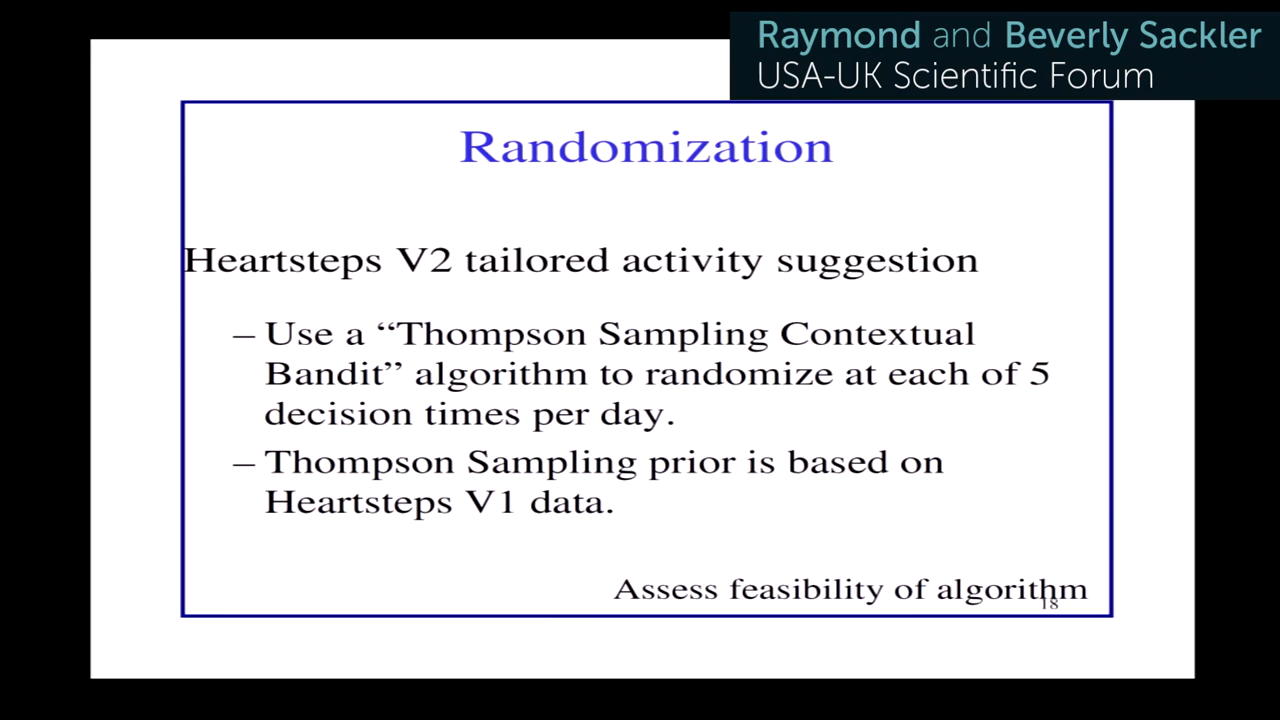 Raymond and Beverly Sackler
USA-UK Scientific Forum
Randomization
Heartsteps V2 tailored activity suggestion
– Use a “Thompson Sampling Contextual
Bandit” algorithm to randomize at each of 5
decision times per day.
– Thompson Sampling prior is based on
Heartsteps V1 data.
Assess feasibility of algorithm
18